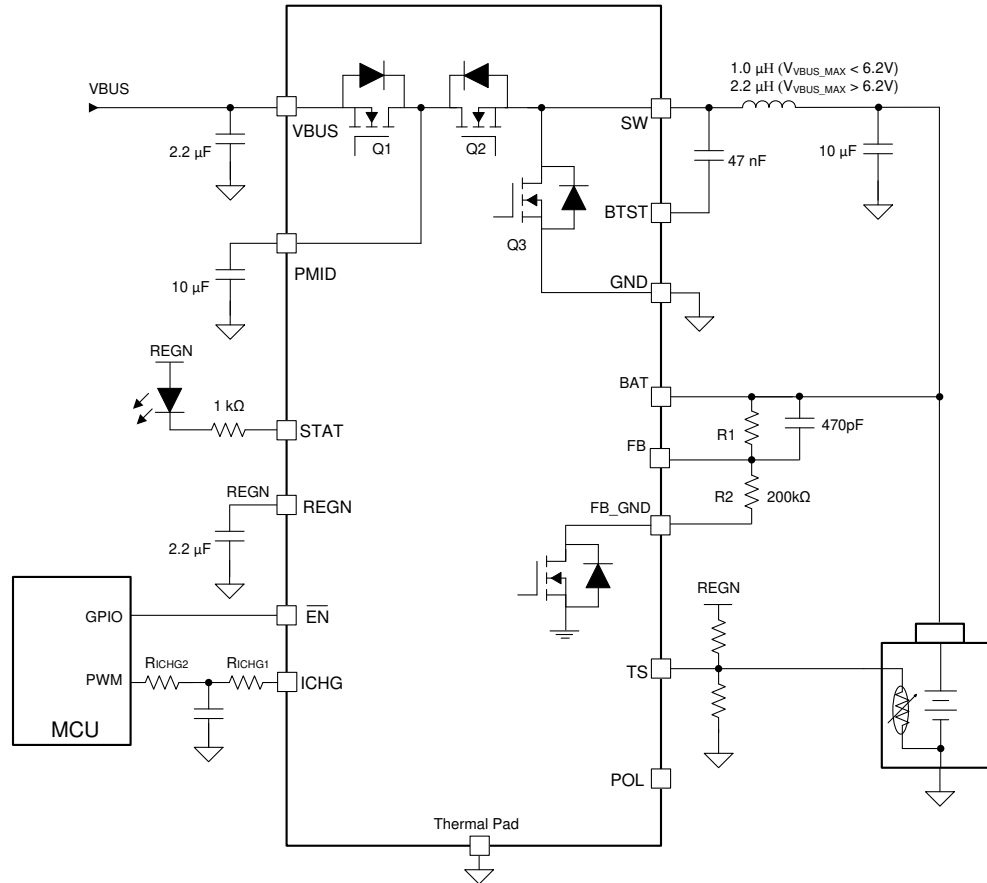 1.0 µH (VVBUS_MAX < 6.2V)
2.2 µH (VVBUS_MAX > 6.2V)
VBUS
VBUS
Q1
Q2
SW
2.2 µF
47 nF
10 µF
BTST
Q3
PMID
GND
10 µF
REGN
BAT
1 kΩ
STAT
R1
470pF
FB
REGN
REGN
R2
200kΩ
FB_GND
2.2 µF
REGN
GPIO
EN
TS
PWM
RICHG2
RICHG1
ICHG
MCU
POL
Thermal Pad